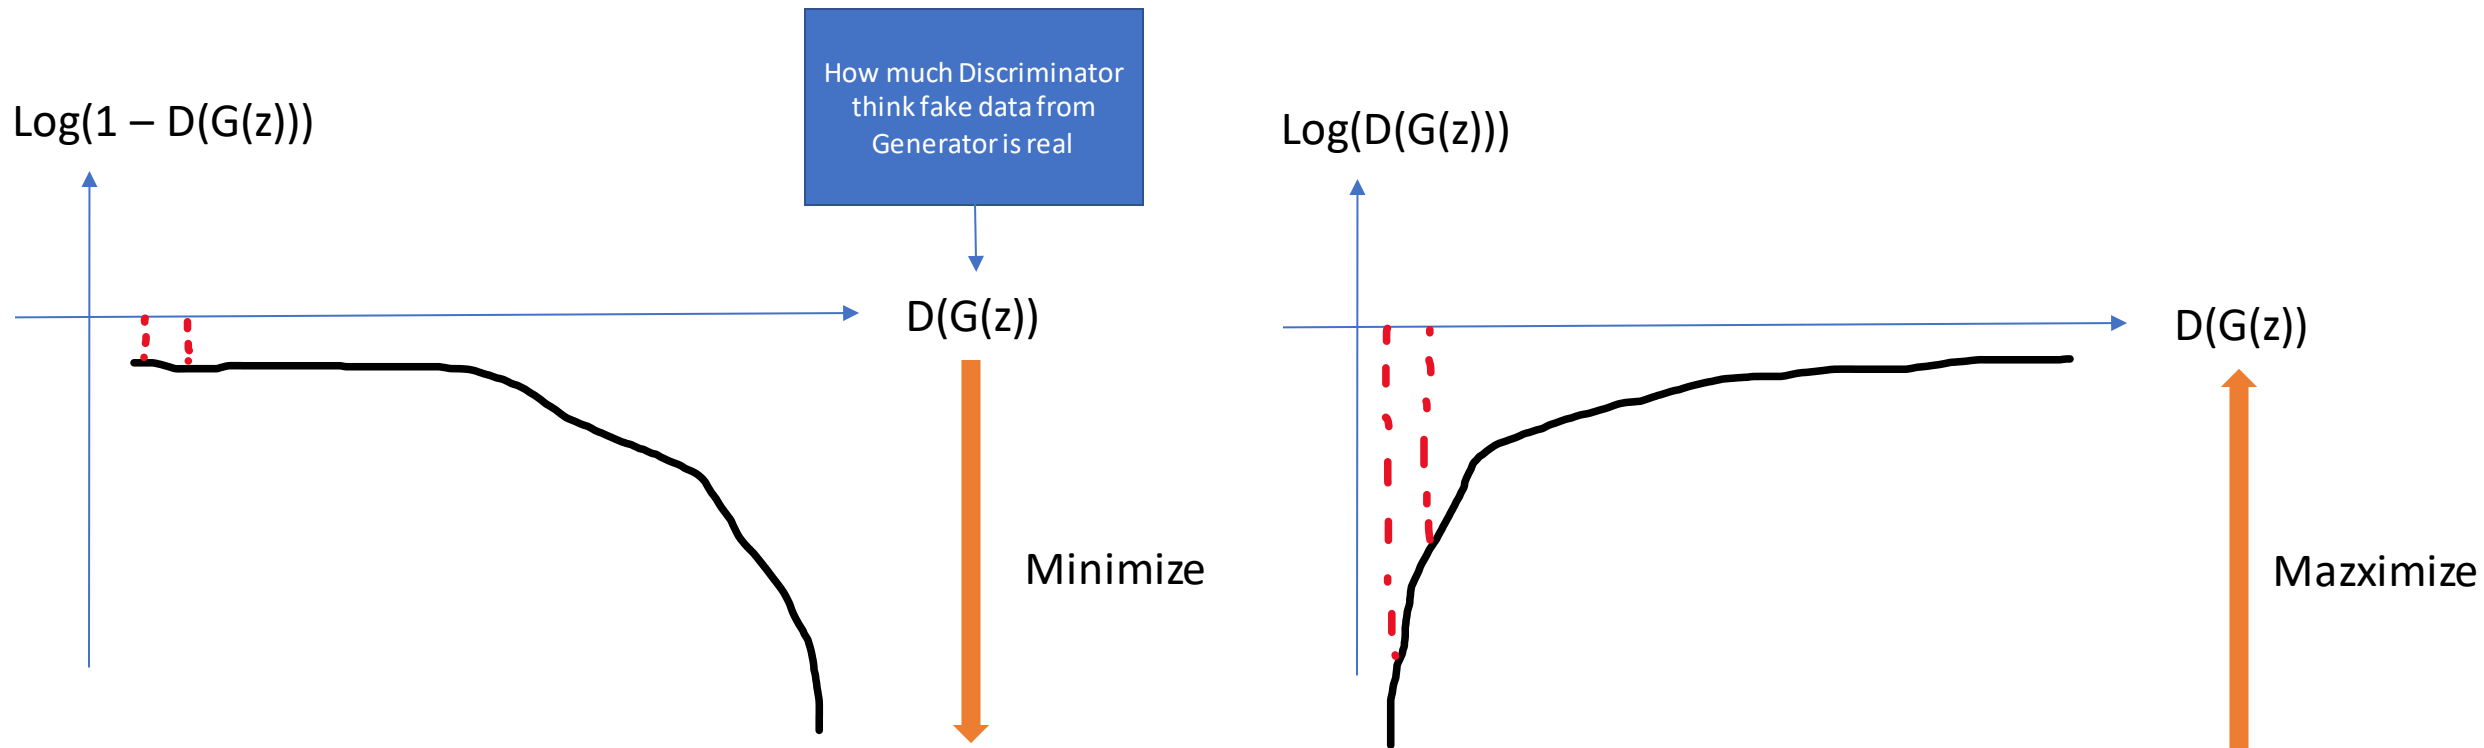 Log(1 – D(G(z)))
How much Discriminator
think fake data from
Generator is real
D(G(z))
Minimize
Log(D(G(z)))
D(G(z))
Mazximize